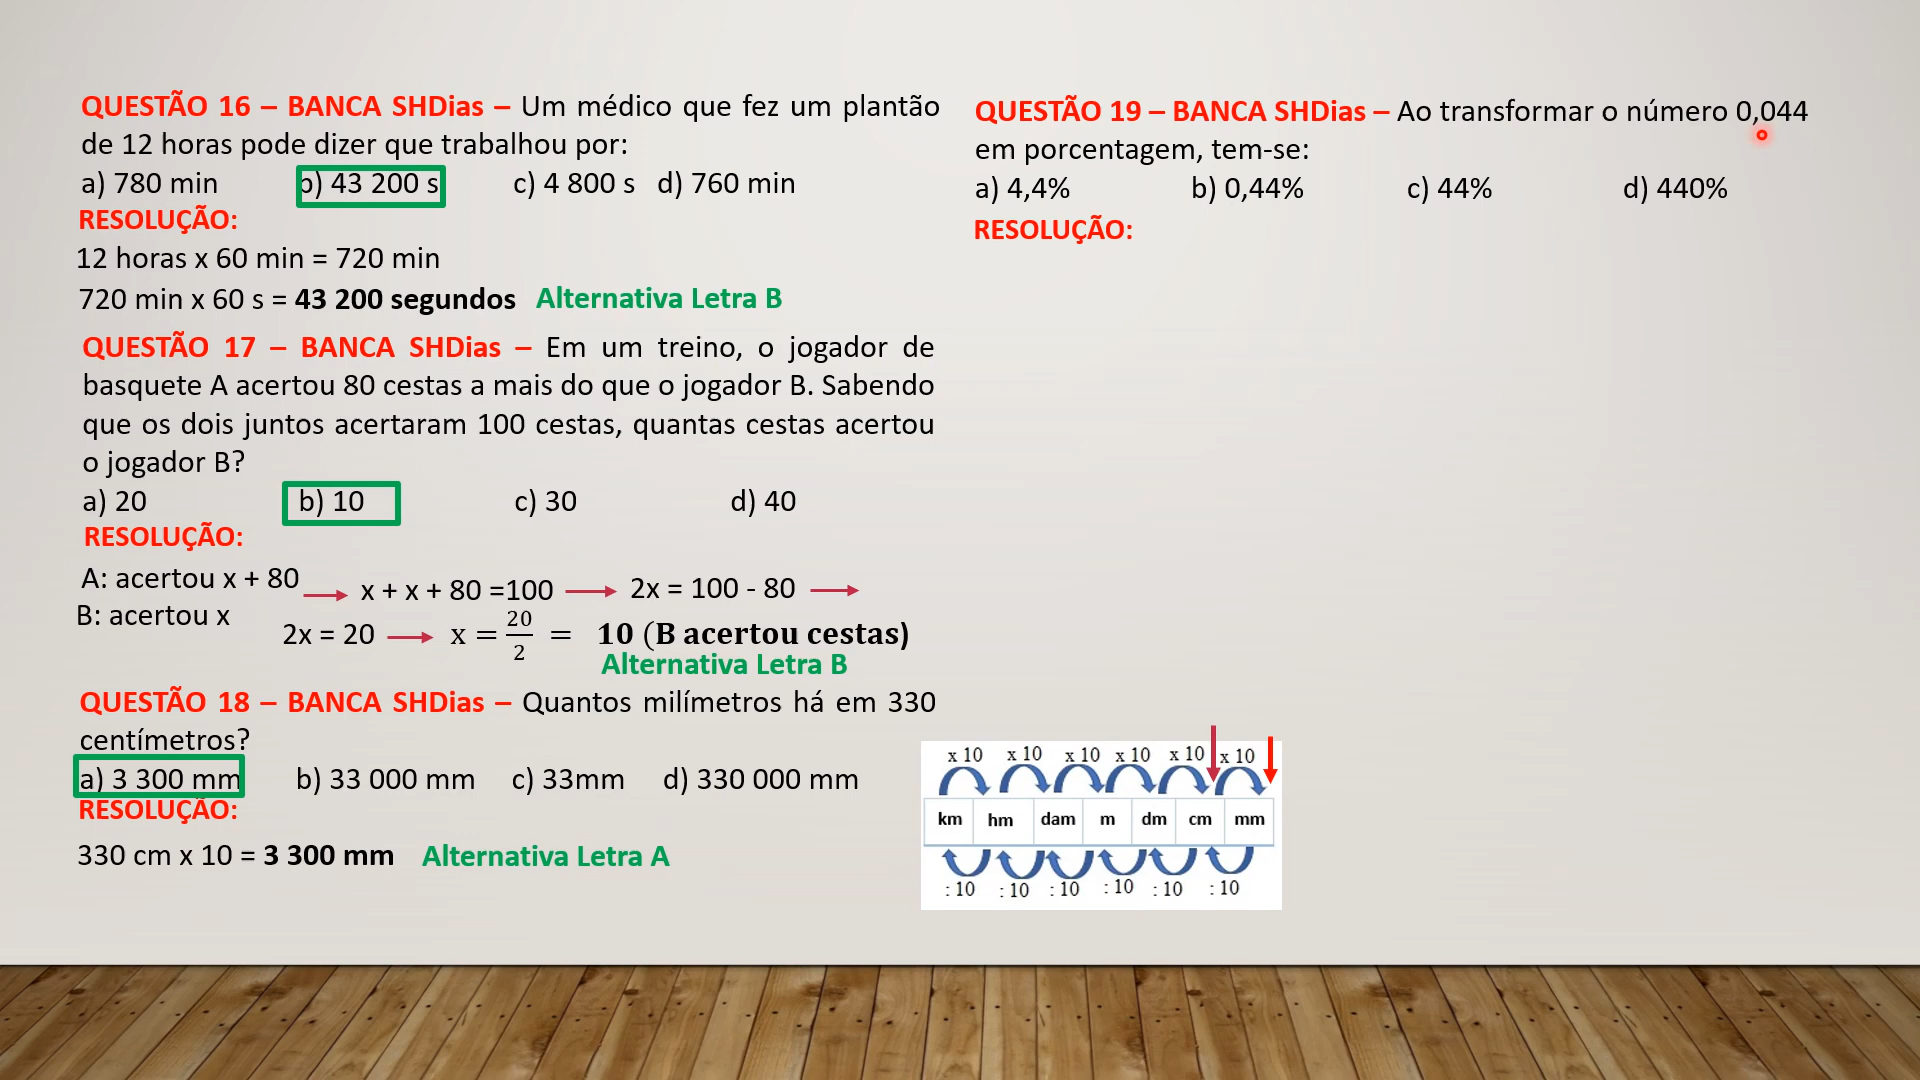 QUESTÃO 16 – BANCA SHDias – Um médico que fez um plantão
de 12 horas pode dizer que trabalhou por:
a) 780 min b) 43 200 s c) 4 800 s d) 760 min
RESOLUÇÃO:
12 horas x 60 min = 720 min
720 min x 60 s = 43 200 segundos Alternativa Letra B
QUESTÃO 17 – BANCA SHDias – Em um treino, o jogador de
basquete A acertou 80 cestas a mais do que o jogador B. Sabendo
que os dois juntos acertaram 100 cestas, quantas cestas acertou
o jogador B?
a) 20 b) 10 c) 30 d) 40
RESOLUÇÃO:
A: acertou x + 80 x + x + 80 =100 2x = 100 - 80
B: acertou x
2x = 20 x = 20/2 = 10 (B acertou cestas)
Alternativa Letra B
QUESTÃO 18 – BANCA SHDias – Quantos milímetros há em 330
centímetros?
a) 3 300 mm b) 33 000 mm c) 33mm d) 330 000 mm
RESOLUÇÃO:
330 cm x 10 = 3 300 mm Alternativa Letra A
QUESTÃO 19 – BANCA SHDias – Ao transformar o número 0,044
em porcentagem, tem-se:
a) 4,4% b) 0,44% c) 44% d) 440%
RESOLUÇÃO:
x 10 x 10 x 10 x 10 x 10 x 10
km hm dam m dm cm mm
: 10 : 10 : 10 : 10 : 10 : 10